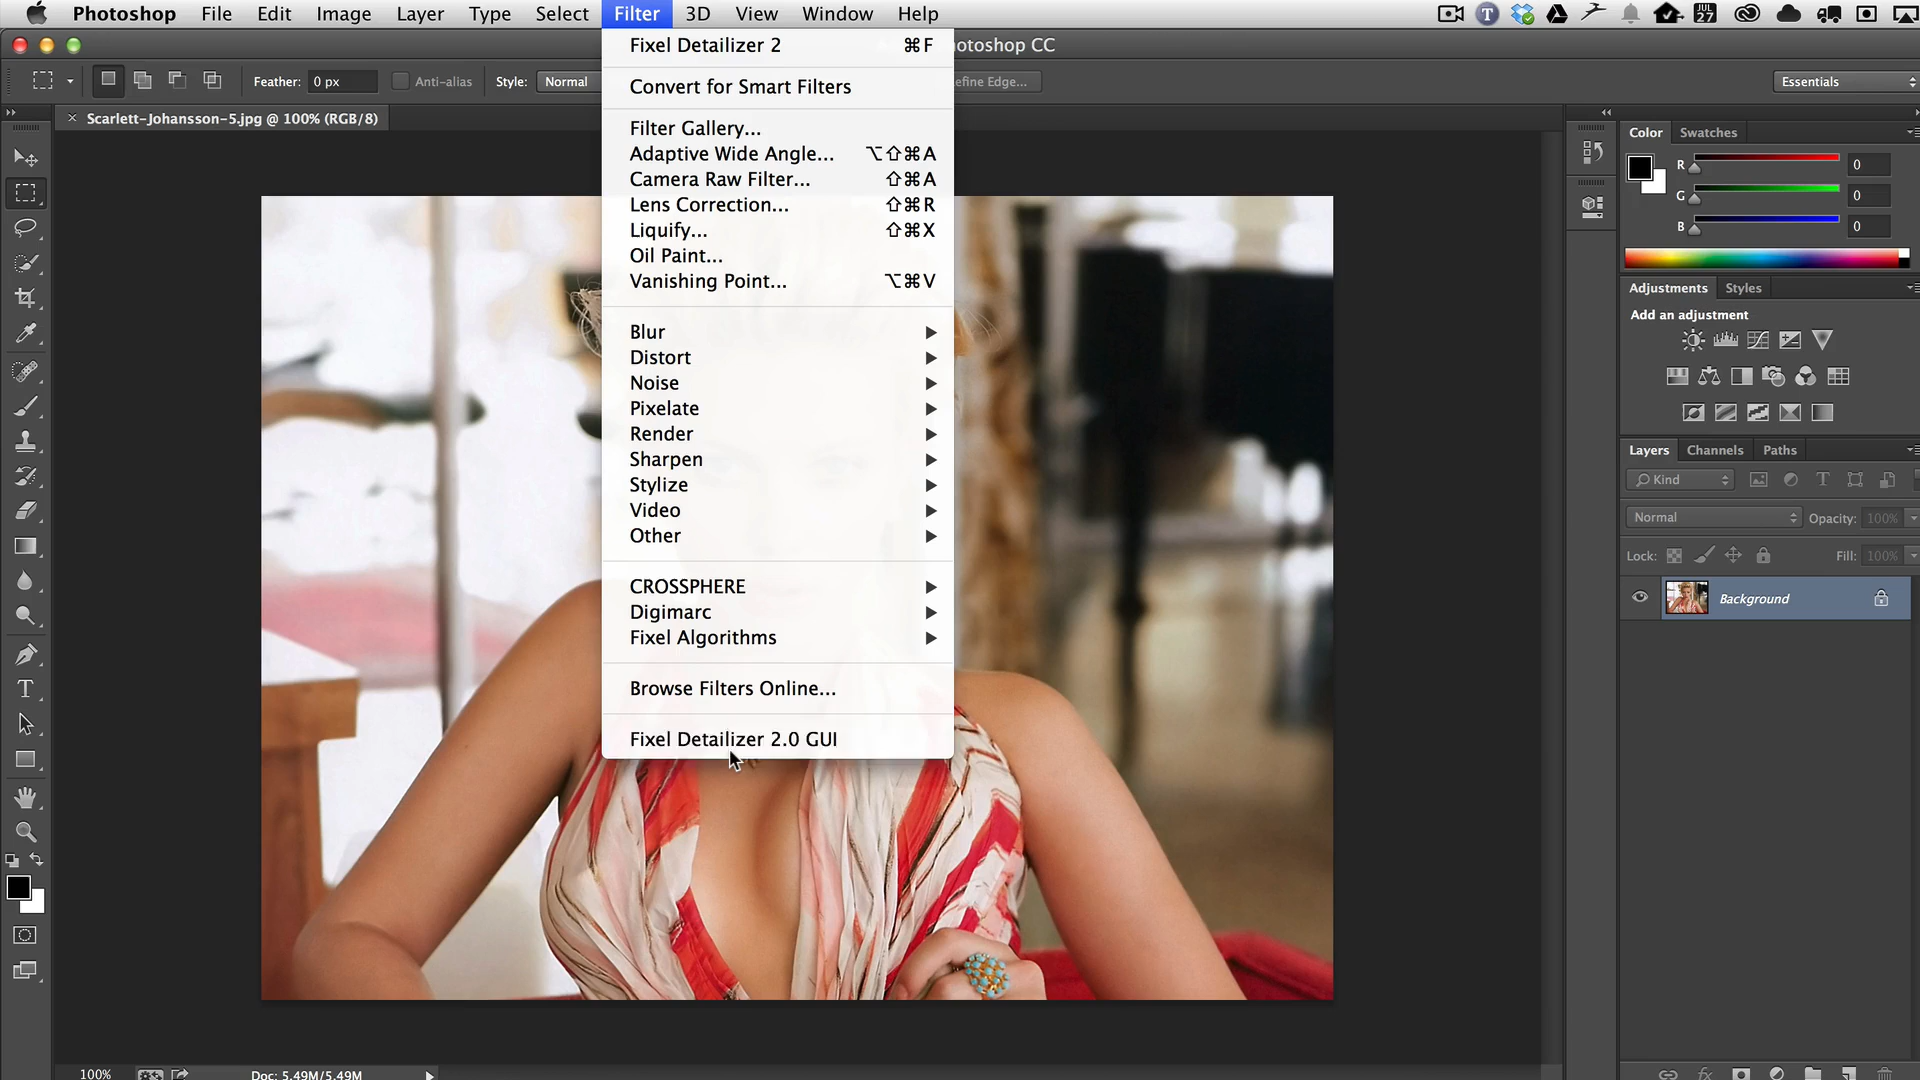 Photoshop File Edit Image Layer Type Select Filter 3D View Window Help
JUL
27
Fixel Detailizer 2 ⌘F
otoshop CC
Feather: 0 px Anti-alias Style: Normal
efine Edge...
Essentials
Convert for Smart Filters
Scarlett-Johansson-5.jpg @ 100% (RGB/8)
Filter Gallery...
Adaptive Wide Angle... ⌥⇧⌘A
Camera Raw Filter... ⇧⌘A
Lens Correction... ⇧⌘R
Liquify... ⇧⌘X
Oil Paint...
Vanishing Point... ⌥⌘V
Blur
Distort
Noise
Pixelate
Render
Sharpen
Stylize
Video
Other
CROSSPHERE
Digimarc
Fixel Algorithms
Browse Filters Online...
Fixel Detailizer 2.0 GUI
Color Swatches
R 0
G 0
B 0
Adjustments Styles
Add an adjustment
Layers Channels Paths
Kind
Normal Opacity: 100%
Lock: Fill: 100%
Background
100% Doc: 5.49M/5.49M